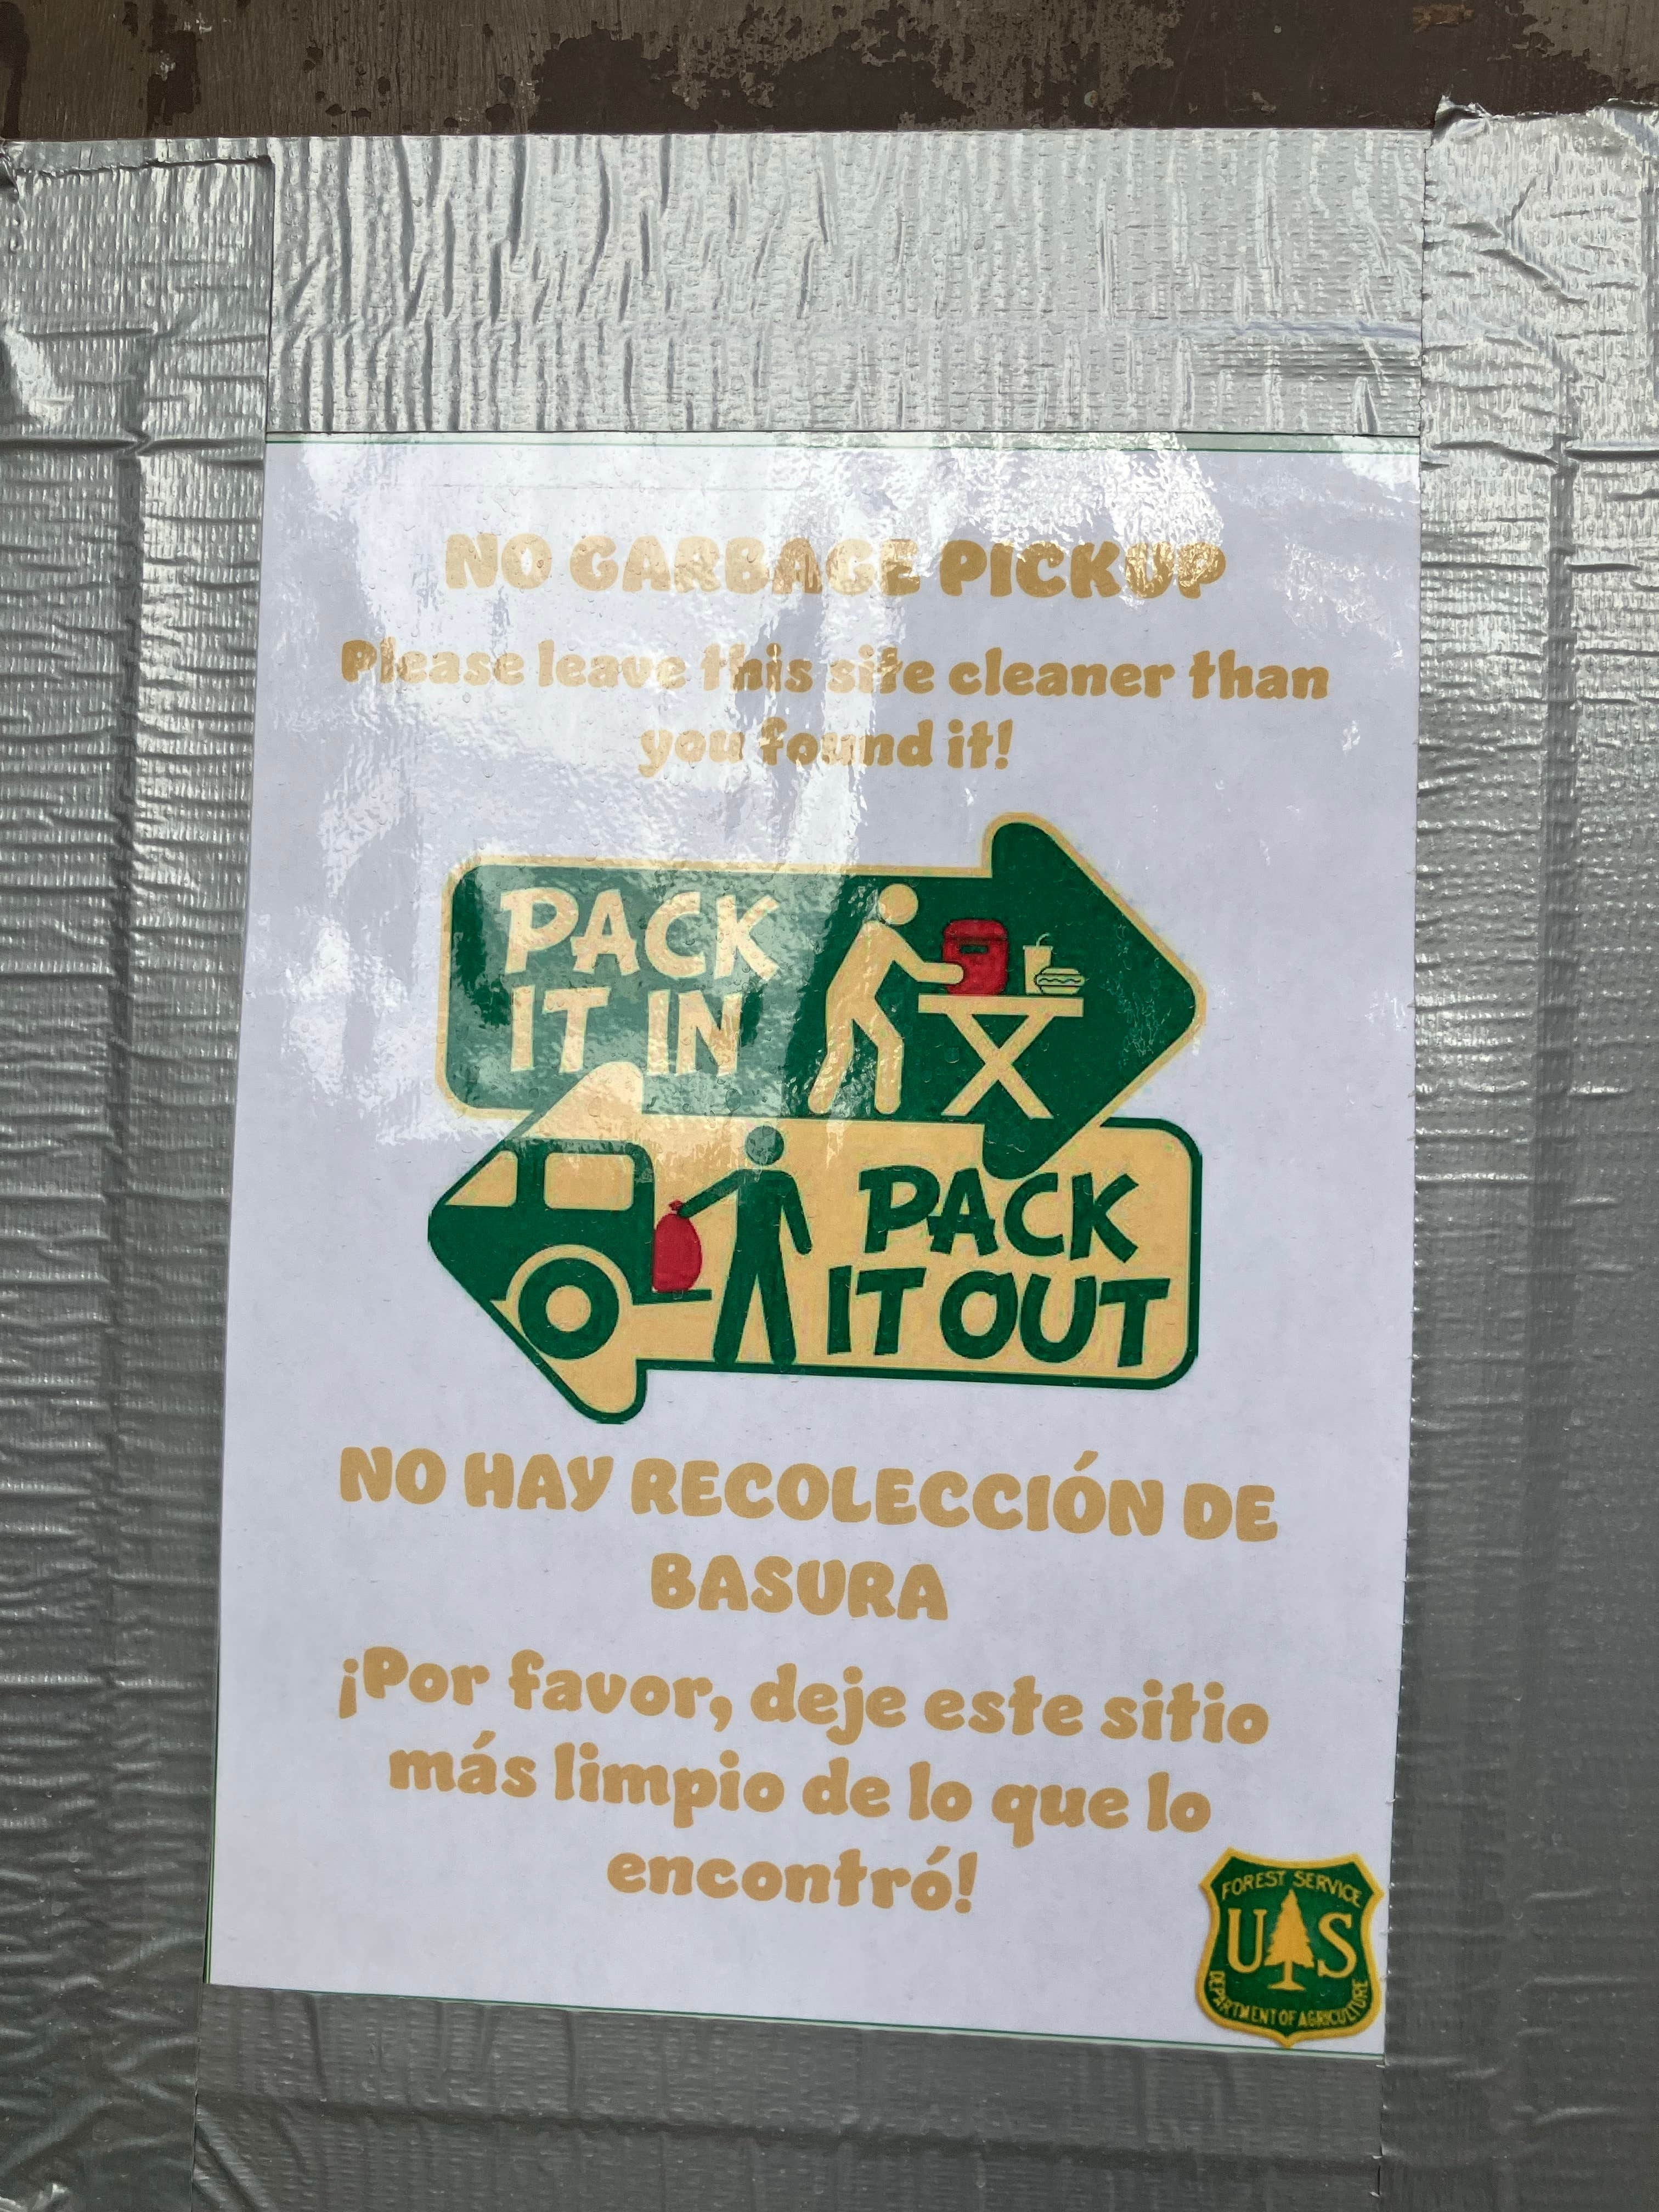 NO GARBAGE PICKUP
Please leave this site cleaner than
you found it!
PACK
IT IN
PACK
IT OUT
NO HAY RECOLECCIÓN DE
BASURA
¡Por favor, deje este sitio
más limpio de lo que lo
encontró!
FOREST SERVICE
U S
DEPARTMENT OF AGRICULTURE